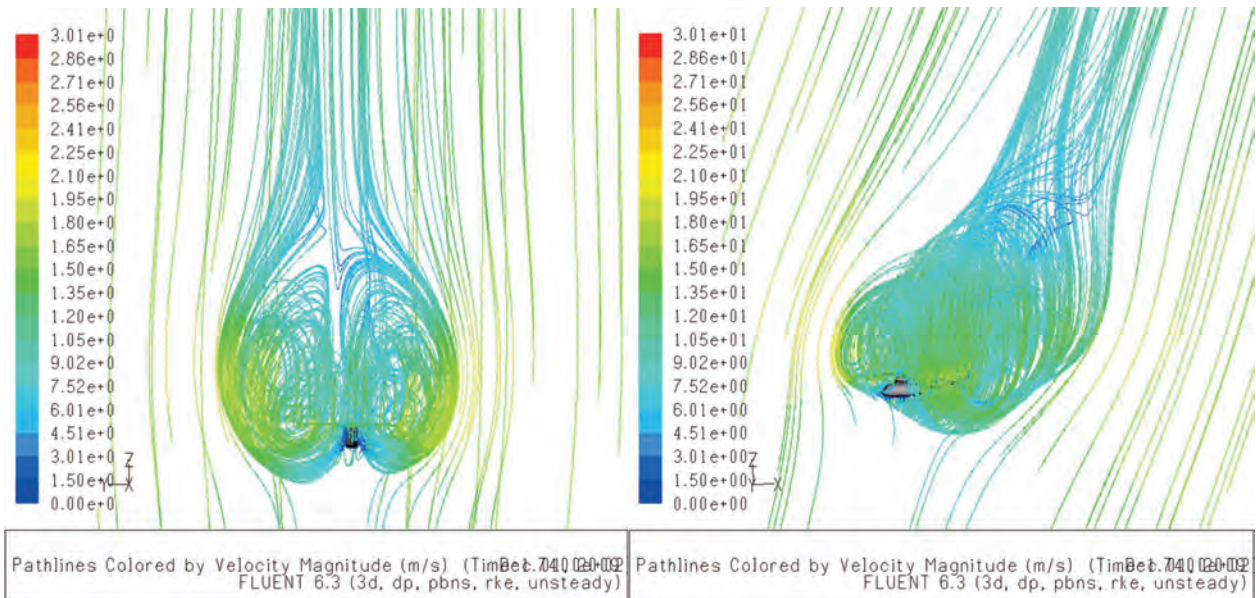 3.01e+0
2.86e+0
2.71e+0
2.56e+0
2.41e+0
2.25e+0
2.10e+0
1.95e+0
1.80e+0
1.65e+0
1.50e+0
1.35e+0
1.20e+0
1.05e+0
9.02e+0
7.52e+0
6.01e+0
4.51e+0
3.01e+0
1.50e+0
0.00e+0
Z
Y X
Pathlines Colored by Velocity Magnitude (m/s)
FLUENT 6.3 (3d, dp, pbns, rke, unsteady)
3.01e+01
2.86e+01
2.71e+01
2.56e+01
2.41e+01
2.25e+01
2.10e+01
1.95e+01
1.80e+01
1.65e+01
1.50e+01
1.35e+01
1.20e+01
1.05e+01
9.02e+00
7.52e+00
6.01e+00
4.51e+00
3.01e+00
1.50e+00
0.00e+00
Z
Y X
Pathlines Colored by Velocity Magnitude (m/s)
FLUENT 6.3 (3d, dp, pbns, rke, unsteady)